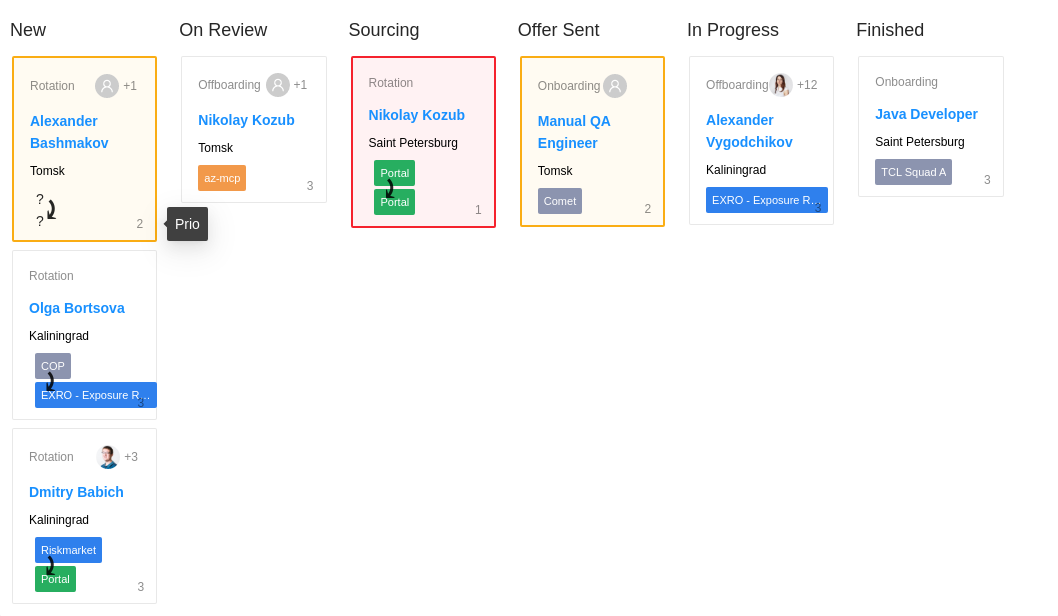 New
Rotation +1
Alexander
Bashmakov
Tomsk
?
?
2
Prio
Rotation
Olga Bortsova
Kaliningrad
COP
EXRO - Exposure R...
3
Rotation +3
Dmitry Babich
Kaliningrad
Riskmarket
Portal
3
On Review
Offboarding +1
Nikolay Kozub
Tomsk
az-mcp
3
Sourcing
Rotation
Nikolay Kozub
Saint Petersburg
Portal
Portal
1
Offer Sent
Onboarding
Manual QA
Engineer
Tomsk
Comet
2
In Progress
Offboarding +12
Alexander
Vygodchikov
Kaliningrad
EXRO - Exposure R...
3
Finished
Onboarding
Java Developer
Saint Petersburg
TCL Squad A
3